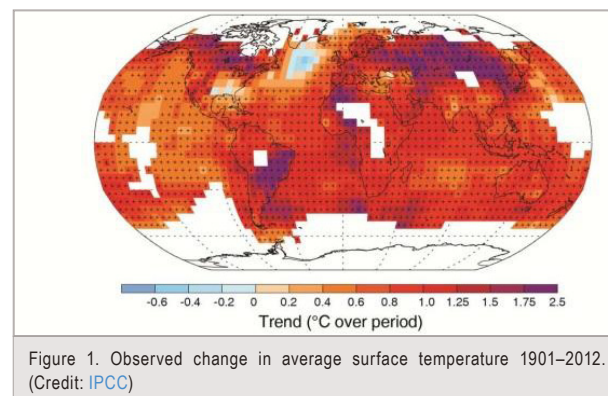 -0.6 -0.4 -0.2 0 0.2 0.4 0.6 0.8 1.0 1.25 1.5 1.75 2.5
Trend (°C over period)
Figure 1. Observed change in average surface temperature 1901–2012.
(Credit: IPCC)